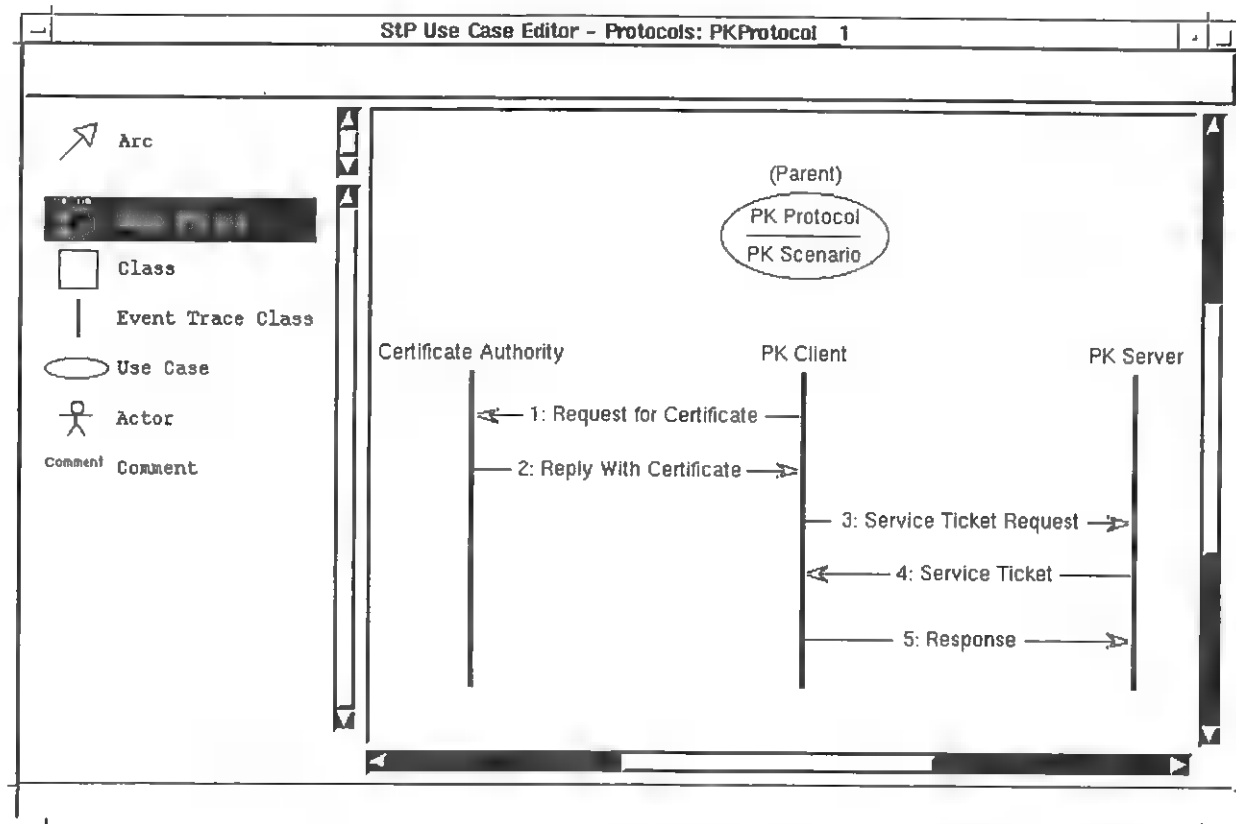 StP Use Case Editor - Protocols: PKProtocol 1
Arc
Class
Event Trace Class
Use Case
Actor
Comment Comment
(Parent)
PK Protocol
PK Scenario
Certificate Authority PK Client PK Server
1: Request for Certificate
2: Reply With Certificate
3: Service Ticket Request
4: Service Ticket
5: Response